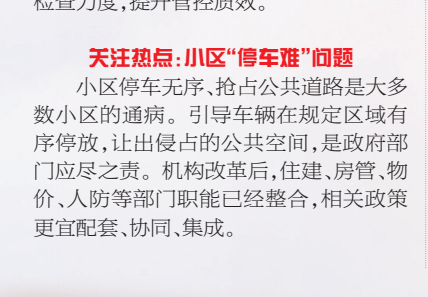 检查力度,提升管控质效。
关注热点:小区“停车难”问题
小区停车无序、抢占公共道路是大多
数小区的通病。引导车辆在规定区域有
序停放,让出侵占的公共空间,是政府部
门应尽之责。机构改革后,住建、房管、物
价、人防等部门职能已经整合,相关政策
更宜配套、协同、集成。